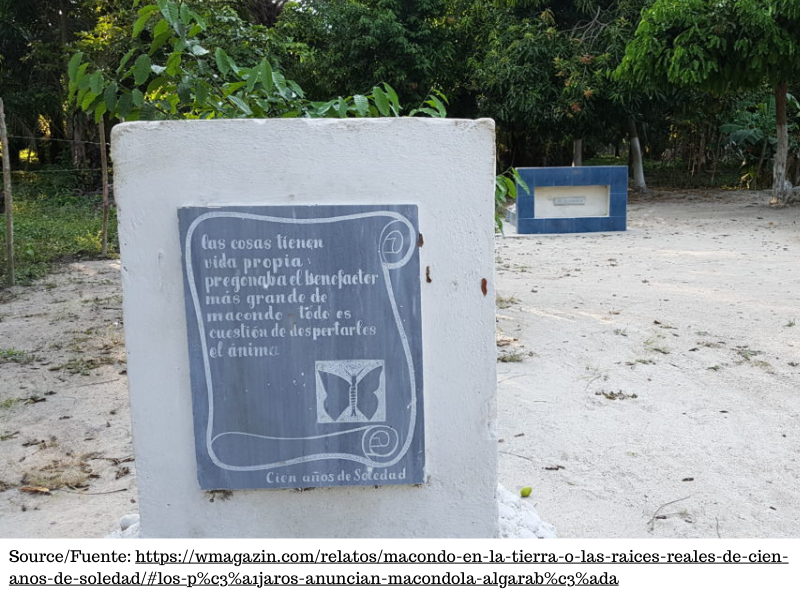 las cosas tienen
vida propia
pregonaba el benefactor
más grande de
macondo todo es
cuestión de despertarles
el ánima
Cien años de Soledad
Source/Fuente: https://wmagazin.com/relatos/macondo-en-la-tierra-o-las-raices-reales-de-cien-
anos-de-soledad/#los-p%c3%a1jaros-anuncian-macondola-algarab%c3%ada